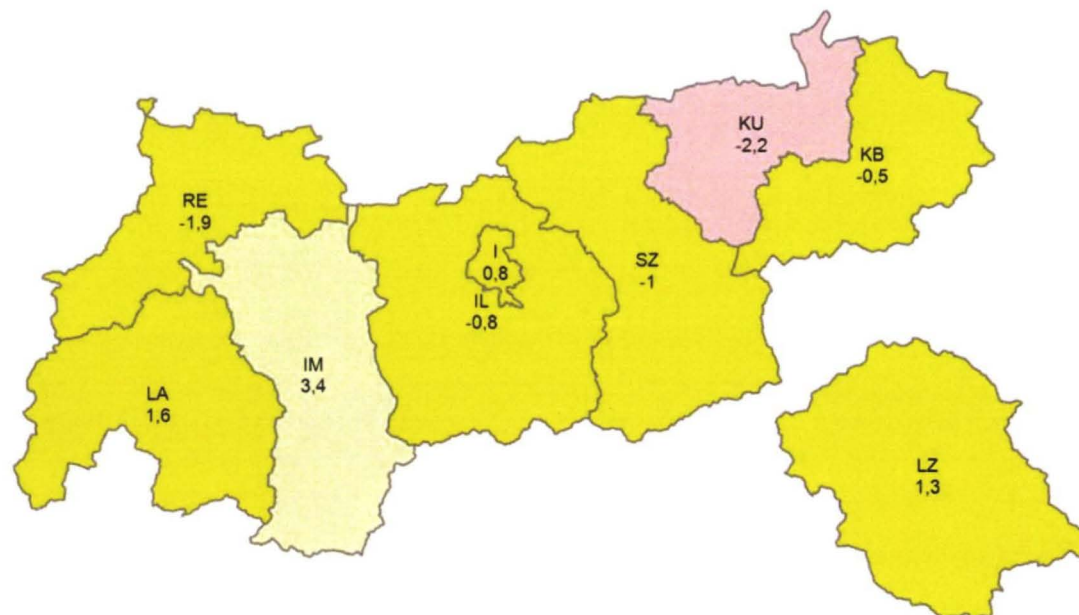 KU
-2,2
KB
-0,5
RE
-1,9
I
0,8
IL
-0,8
SZ
-1
IM
3,4
LA
1,6
LZ
1,3